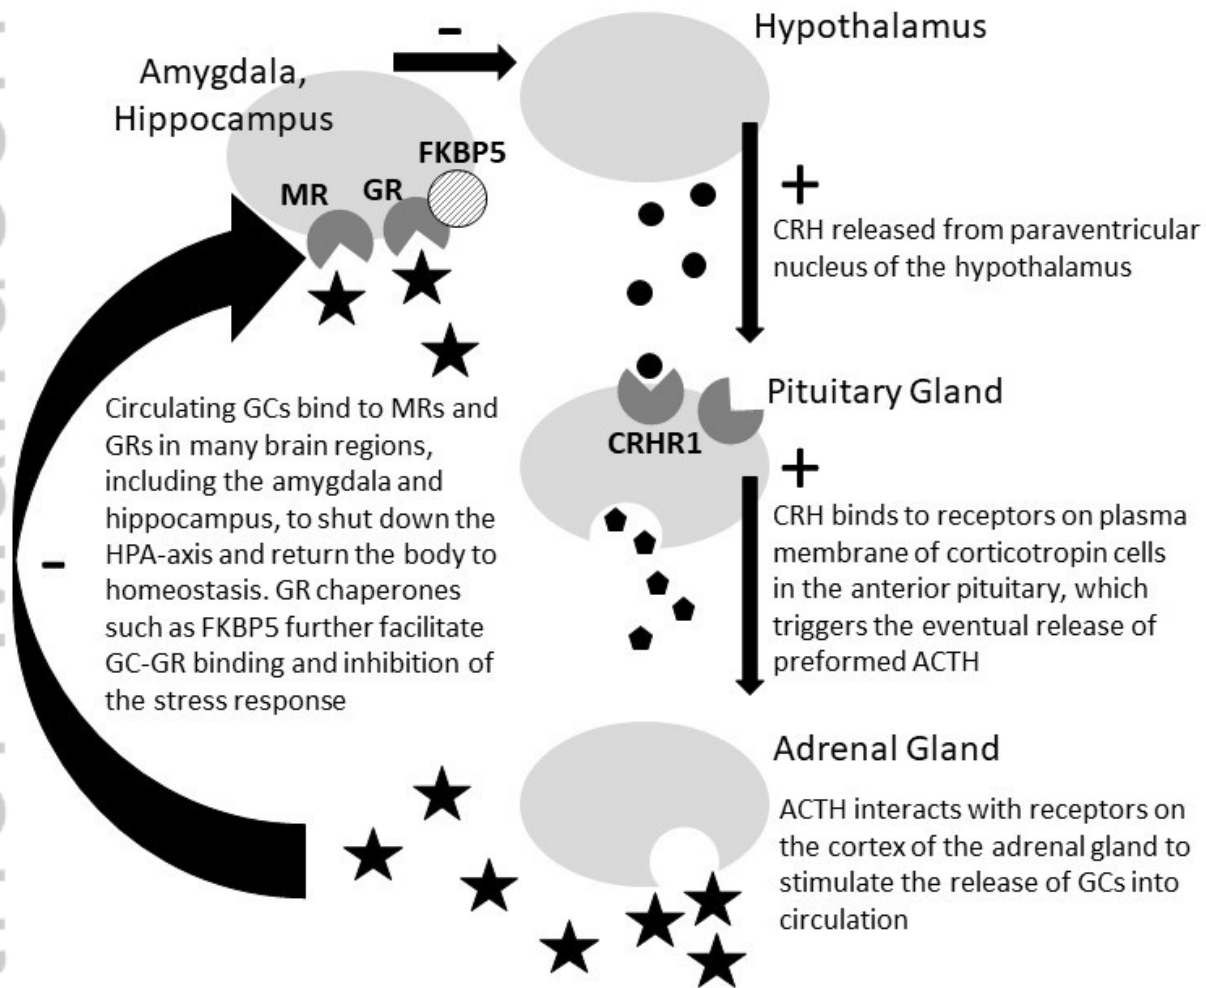 Hypothalamus
Amygdala,
Hippocampus
-
FKBP5
MR
GR
+
CRH released from paraventricular
nucleus of the hypothalamus
Pituitary Gland
CRHR1
+
CRH binds to receptors on plasma
membrane of corticotropin cells
in the anterior pituitary, which
triggers the eventual release of
preformed ACTH
Circulating GCs bind to MRs and
GRs in many brain regions,
including the amygdala and
hippocampus, to shut down the
HPA-axis and return the body to
homeostasis. GR chaperones
such as FKBP5 further facilitate
GC-GR binding and inhibition of
the stress response
-
Adrenal Gland
ACTH interacts with receptors on
the cortex of the adrenal gland to
stimulate the release of GCs into
circulation